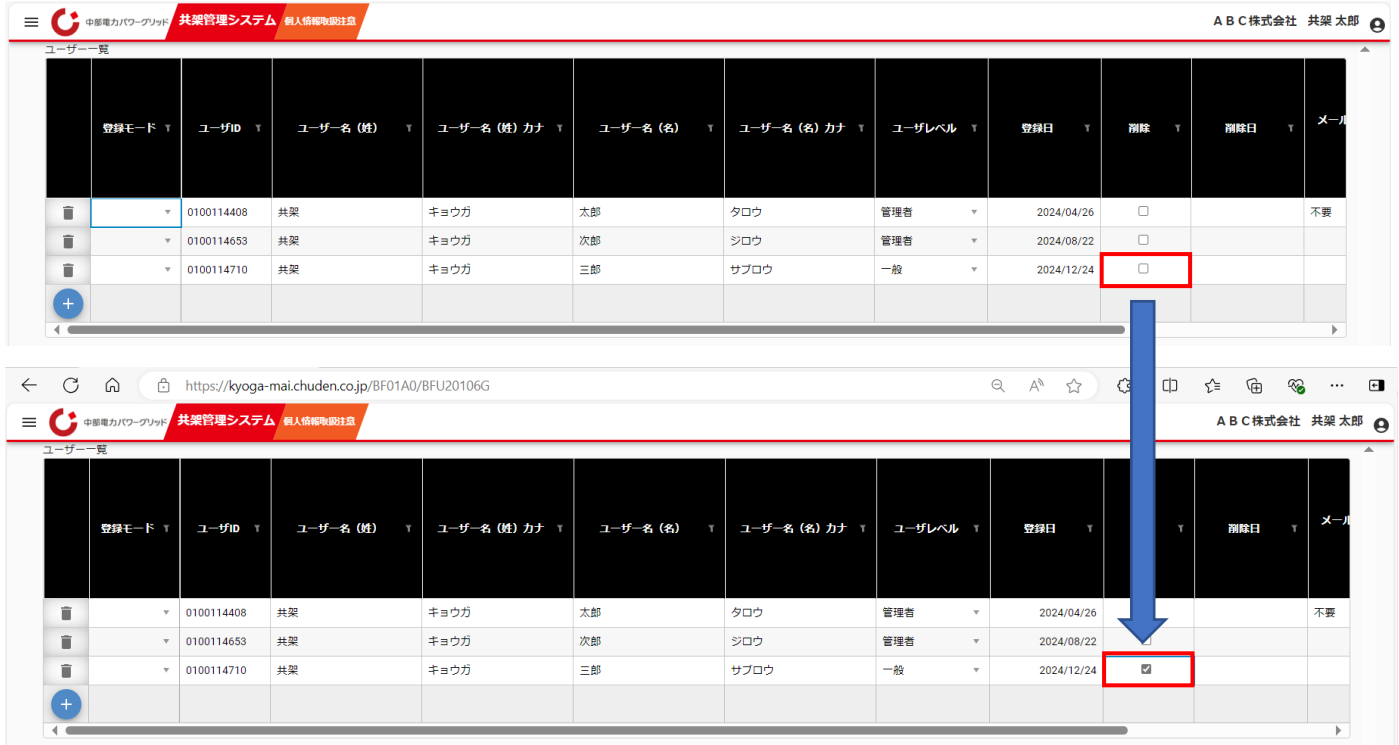 中部電力パワーグリッド 共架管理システム 個人情報取扱注意 ABC株式会社 共架 太郎
ユーザー一覧
登録モード ユーザID ユーザー名（姓） ユーザー名（姓）カナ ユーザー名（名） ユーザー名（名）カナ ユーザレベル 登録日 削除 削除日 メール
0100114408 共架 キョウガ 太郎 タロウ 管理者 2024/04/26 不要
0100114653 共架 キョウガ 次郎 ジロウ 管理者 2024/08/22
0100114710 共架 キョウガ 三郎 サブロウ 一般 2024/12/24
https://kyoga-mai.chuden.co.jp/BF01A0/BFU20106G
中部電力パワーグリッド 共架管理システム 個人情報取扱注意 ABC株式会社 共架 太郎
ユーザー一覧
登録モード ユーザID ユーザー名（姓） ユーザー名（姓）カナ ユーザー名（名） ユーザー名（名）カナ ユーザレベル 登録日 削除日 メール
0100114408 共架 キョウガ 太郎 タロウ 管理者 2024/04/26 不要
0100114653 共架 キョウガ 次郎 ジロウ 管理者 2024/08/22
0100114710 共架 キョウガ 三郎 サブロウ 一般 2024/12/24